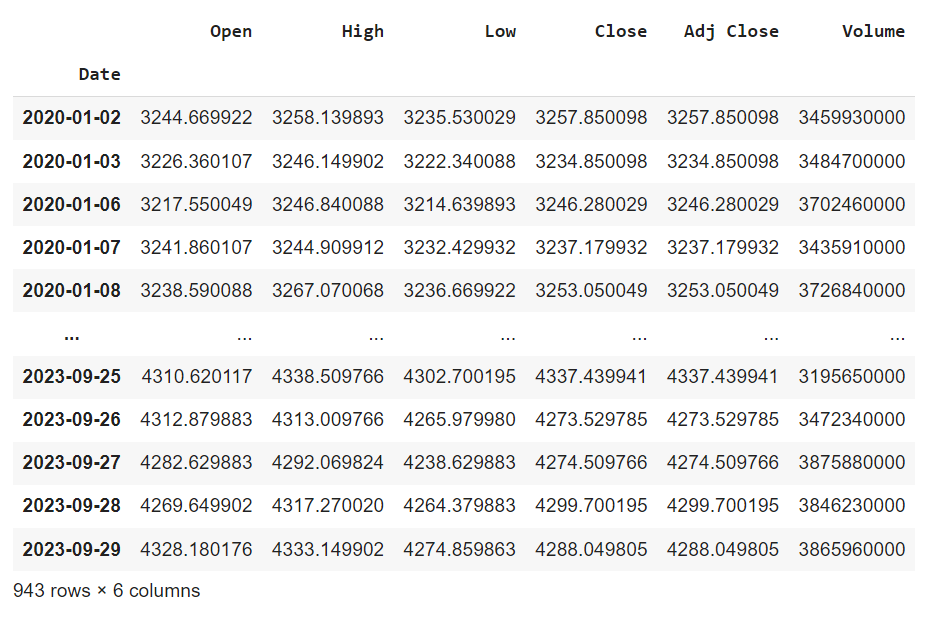 Open High Low Close Adj Close Volume
Date
2020-01-02 3244.669922 3258.139893 3235.530029 3257.850098 3257.850098 3459930000
2020-01-03 3226.360107 3246.149902 3222.340088 3234.850098 3234.850098 3484700000
2020-01-06 3217.550049 3246.840088 3214.639893 3246.280029 3246.280029 3702460000
2020-01-07 3241.860107 3244.909912 3232.429932 3237.179932 3237.179932 3435910000
2020-01-08 3238.590088 3267.070068 3236.669922 3253.050049 3253.050049 3726840000
... ... ... ... ... ... ...
2023-09-25 4310.620117 4338.509766 4302.700195 4337.439941 4337.439941 3195650000
2023-09-26 4312.879883 4313.009766 4265.979980 4273.529785 4273.529785 3472340000
2023-09-27 4282.629883 4292.069824 4238.629883 4274.509766 4274.509766 3875880000
2023-09-28 4269.649902 4317.270020 4264.379883 4299.700195 4299.700195 3846230000
2023-09-29 4328.180176 4333.149902 4274.859863 4288.049805 4288.049805 3865960000
943 rows × 6 columns